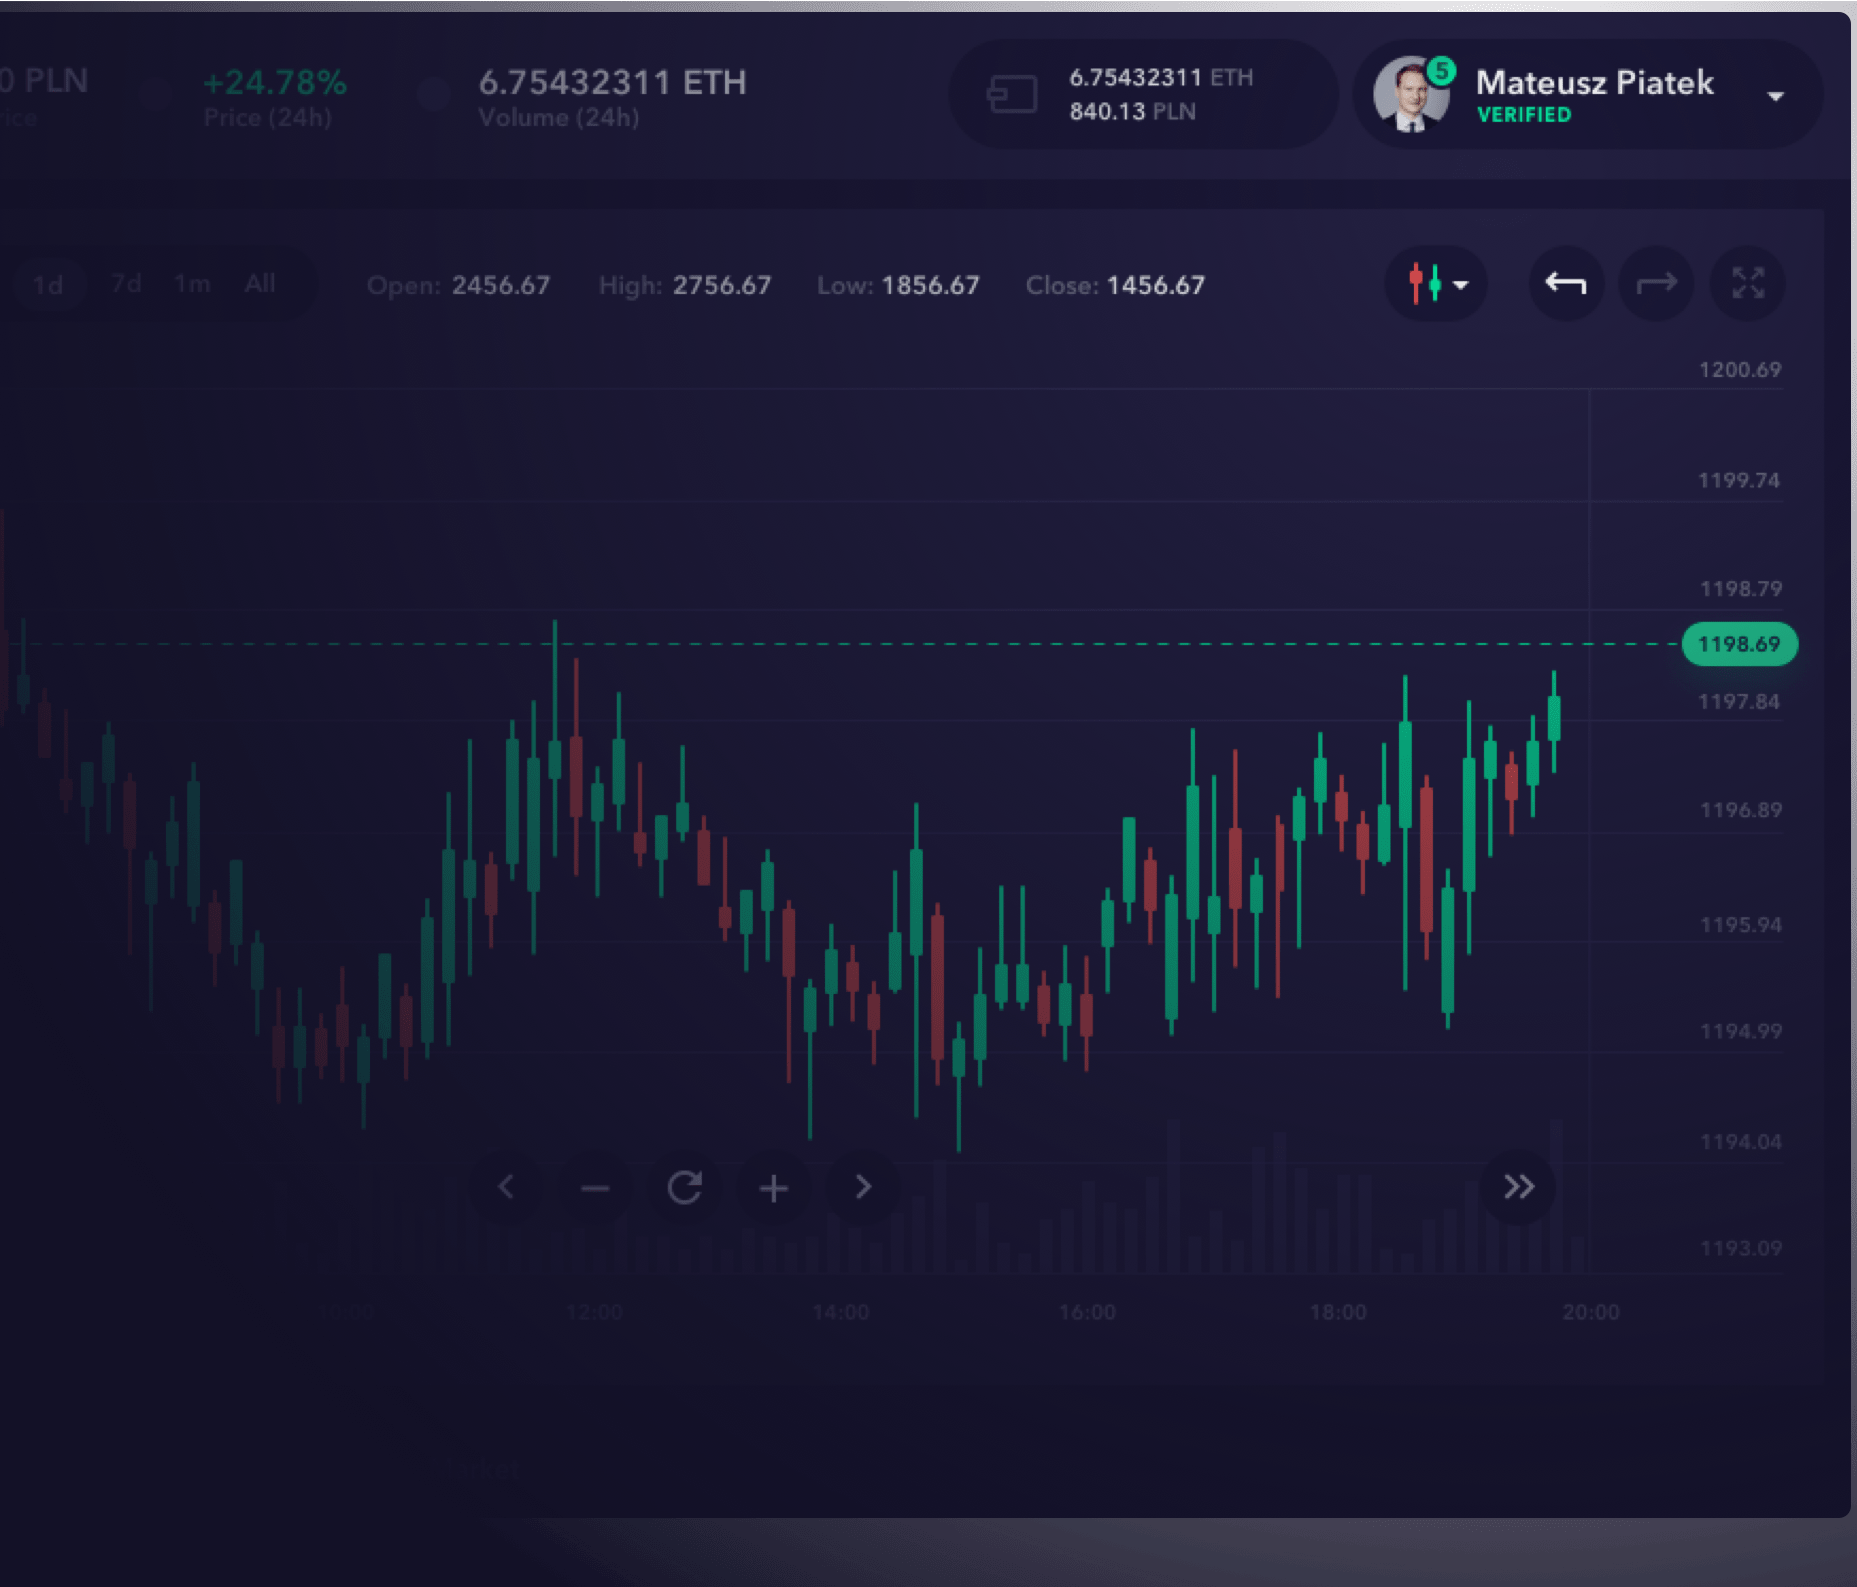 0 PLN
+24.78%
Price (24h)
6.75432311 ETH
Volume (24h)
6.75432311 ETH
840.13 PLN
5
Mateusz Piatek
VERIFIED
1d 7d 1m All
Open: 2456.67 High: 2756.67 Low: 1856.67 Close: 1456.67
1200.69
1199.74
1198.79
1198.69
1197.84
1196.89
1195.94
1194.99
1194.04
1193.09
10:00 12:00 14:00 16:00 18:00 20:00